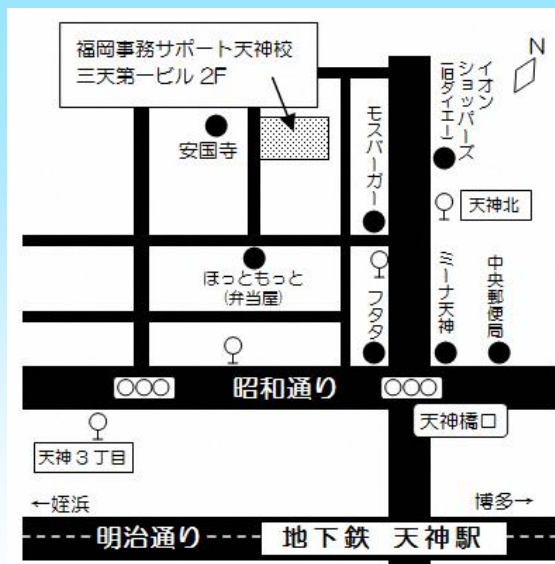 福岡事務サポート天神校
三天第一ビル 2F
N
イオン
ショッパーズ
(旧ダイエー)
モスバーガー
安国寺
天神北
ほっともっと
(弁当屋)
フタタ
ミーナ天神
中央郵便局
昭和通り
天神橋口
天神3丁目
←姪浜
博多→
明治通り
地下鉄 天神駅